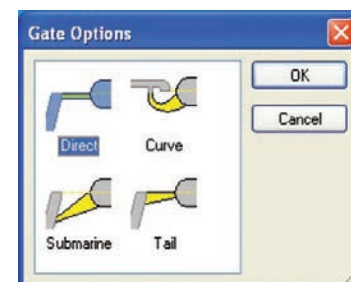 Gate Options
OK
Cancel
Direct
Curve
Submarine
Tail